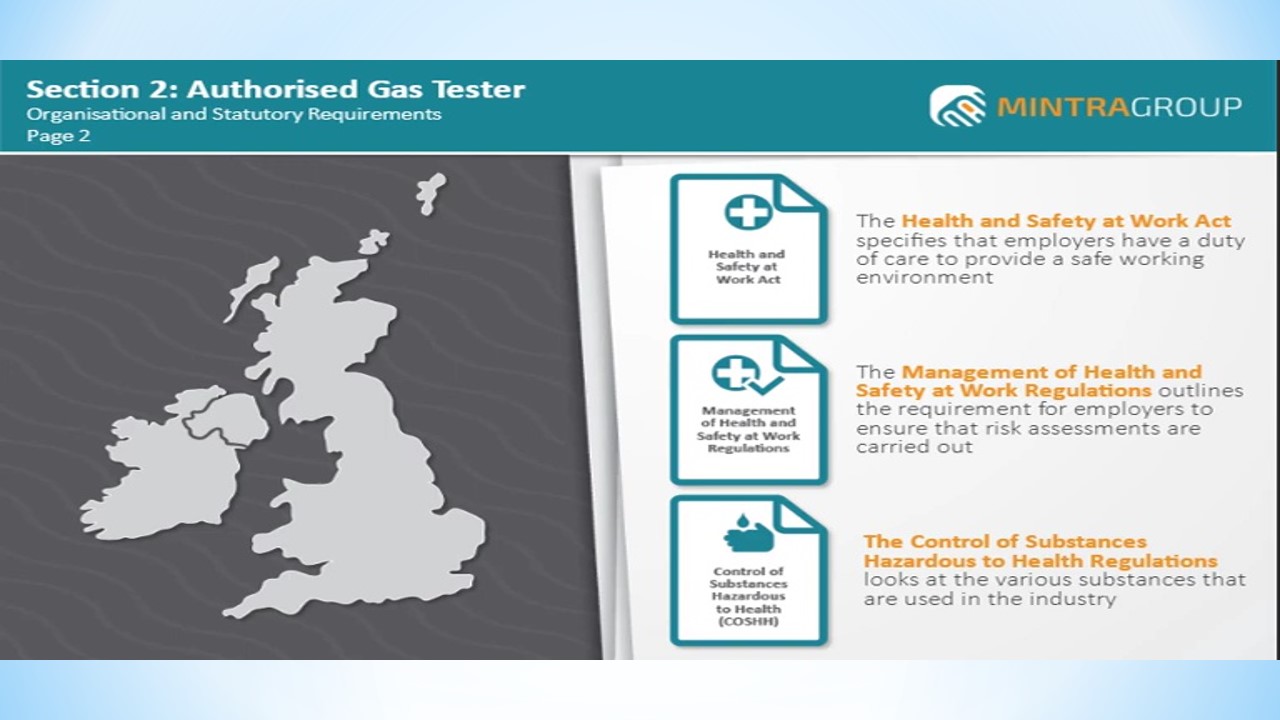 Section 2: Authorised Gas Tester
Organisational and Statutory Requirements
Page 2
MINTRAGROUP
Health and
Safety at
Work Act
The Health and Safety at Work Act
specifies that employers have a duty
of care to provide a safe working
environment
Management
of Health and
Safety at Work
Regulations
The Management of Health and
Safety at Work Regulations outlines
the requirement for employers to
ensure that risk assessments are
carried out
Control of
Substances
Hazardous
to Health
(COSHH)
The Control of Substances
Hazardous to Health Regulations
looks at the various substances that
are used in the industry